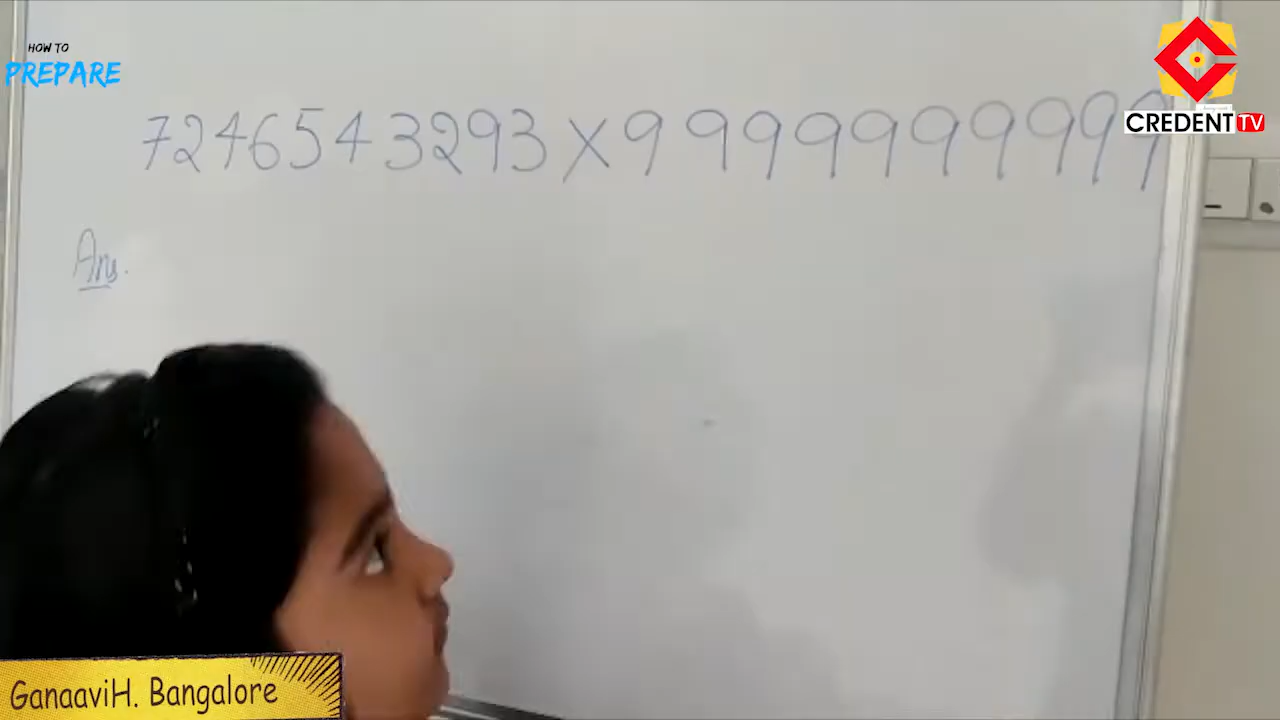 HOW TO
PREPARE
CREDENT TV
7246543293 X 9999999999
Ans.
GanaaviH. Bangalore